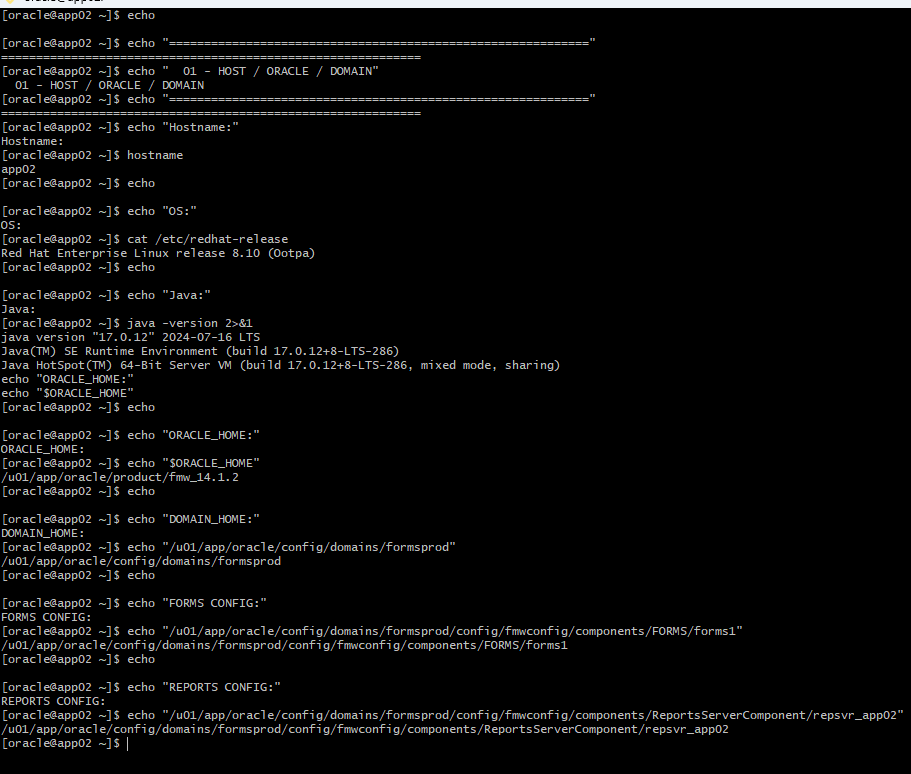 [oracle@app02 ~]$ echo
[oracle@app02 ~]$ echo "============================================================"
============================================================
[oracle@app02 ~]$ echo "  01 - HOST / ORACLE / DOMAIN"
  01 - HOST / ORACLE / DOMAIN
[oracle@app02 ~]$ echo "============================================================"
============================================================
[oracle@app02 ~]$ echo "Hostname:"
Hostname:
[oracle@app02 ~]$ hostname
app02
[oracle@app02 ~]$ echo
[oracle@app02 ~]$ echo "OS:"
OS:
[oracle@app02 ~]$ cat /etc/redhat-release
Red Hat Enterprise Linux release 8.10 (Ootpa)
[oracle@app02 ~]$ echo
[oracle@app02 ~]$ echo "Java:"
Java:
[oracle@app02 ~]$ java -version 2>&1
java version "17.0.12" 2024-07-16 LTS
Java(TM) SE Runtime Environment (build 17.0.12+8-LTS-286)
Java HotSpot(TM) 64-Bit Server VM (build 17.0.12+8-LTS-286, mixed mode, sharing)
echo "ORACLE_HOME:"
echo "$ORACLE_HOME"
[oracle@app02 ~]$ echo
[oracle@app02 ~]$ echo "ORACLE_HOME:"
ORACLE_HOME:
[oracle@app02 ~]$ echo "$ORACLE_HOME"
/u01/app/oracle/product/fmw_14.1.2
[oracle@app02 ~]$ echo
[oracle@app02 ~]$ echo "DOMAIN_HOME:"
DOMAIN_HOME:
[oracle@app02 ~]$ echo "/u01/app/oracle/config/domains/formsprod"
/u01/app/oracle/config/domains/formsprod
[oracle@app02 ~]$ echo
[oracle@app02 ~]$ echo "FORMS CONFIG:"
FORMS CONFIG:
[oracle@app02 ~]$ echo "/u01/app/oracle/config/domains/formsprod/config/fmwconfig/components/FORMS/forms1"
/u01/app/oracle/config/domains/formsprod/config/fmwconfig/components/FORMS/forms1
[oracle@app02 ~]$ echo
[oracle@app02 ~]$ echo "REPORTS CONFIG:"
REPORTS CONFIG:
[oracle@app02 ~]$ echo "/u01/app/oracle/config/domains/formsprod/config/fmwconfig/components/ReportsServerComponent/repsvr_app02"
/u01/app/oracle/config/domains/formsprod/config/fmwconfig/components/ReportsServerComponent/repsvr_app02
[oracle@app02 ~]$